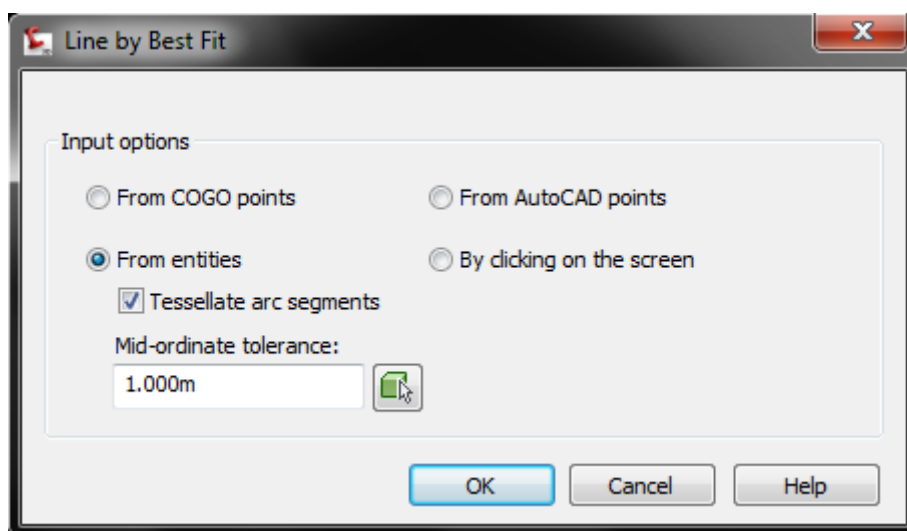 Line by Best Fit
Input options
From COGO points
From AutoCAD points
From entities
By clicking on the screen
Tessellate arc segments
Mid-ordinate tolerance:
1.000m
OK
Cancel
Help